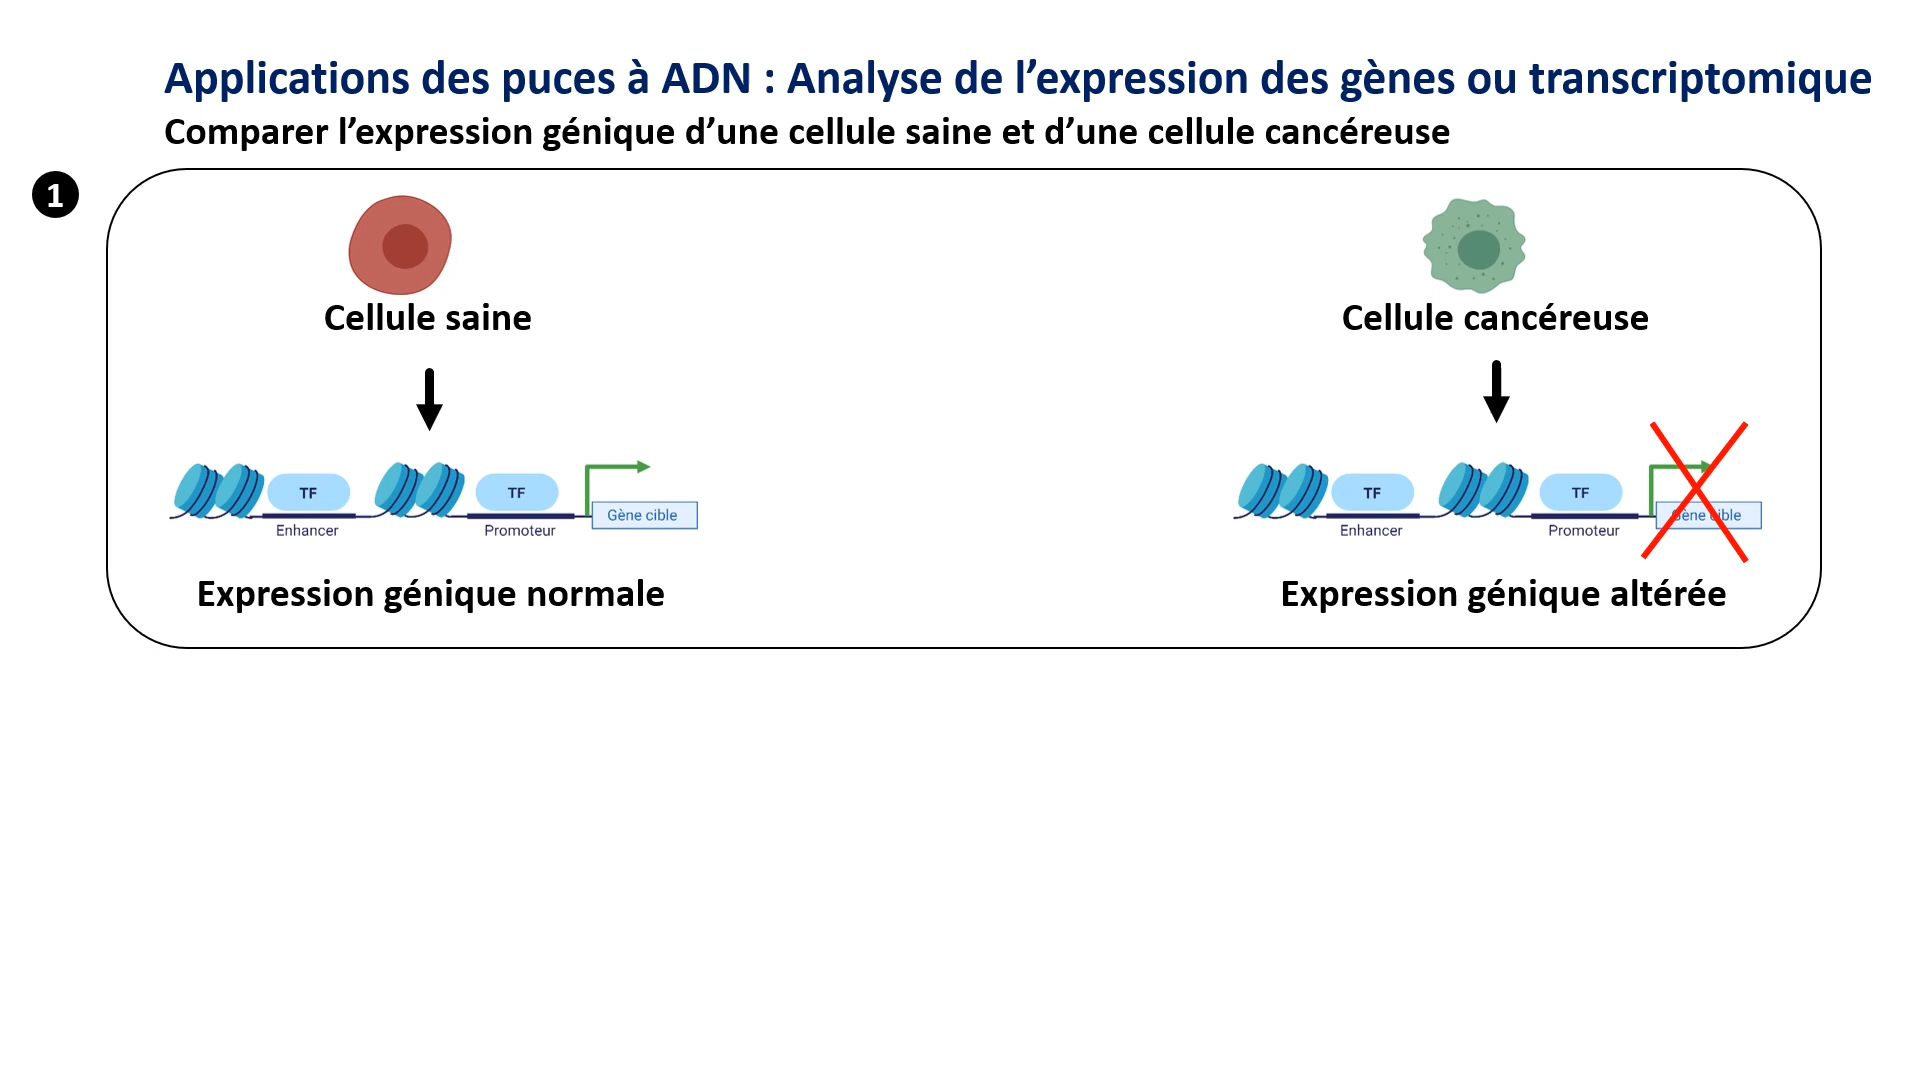 Applications des puces à ADN : Analyse de l’expression des gènes ou transcriptomique
Comparer l’expression génique d’une cellule saine et d’une cellule cancéreuse
1
Cellule saine
Cellule cancéreuse
TF
TF
Gène cible
Enhancer
Promoteur
TF
TF
Gène cible
Enhancer
Promoteur
Expression génique normale
Expression génique altérée